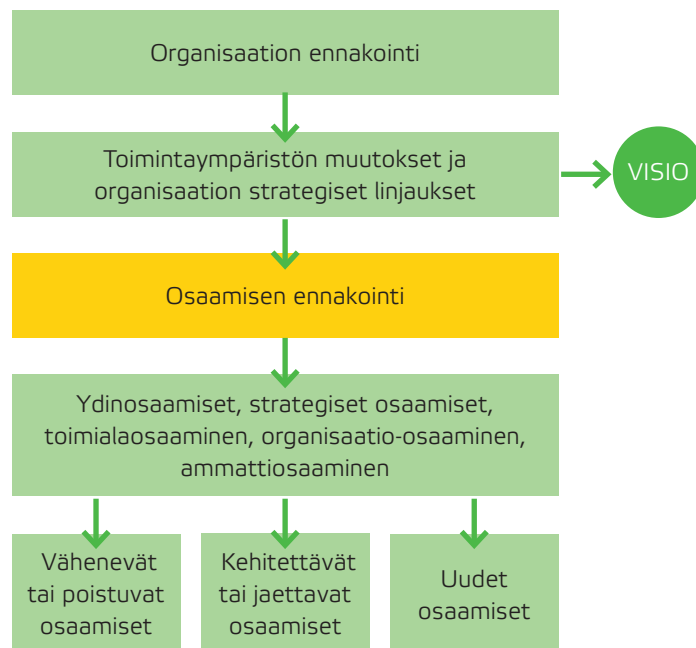 Organisaation ennakointi
Toimintaympäristön muutokset ja
organisaation strategiset linjaukset
VISIO
Osaamisen ennakointi
Ydinosaamiset, strategiset osaamiset,
toimialaosaaminen, organisaatio-osaaminen,
ammattiosaaminen
Vähenevät
tai poistuvat
osaamiset
Kehitettävät
tai jaettavat
osaamiset
Uudet
osaamiset